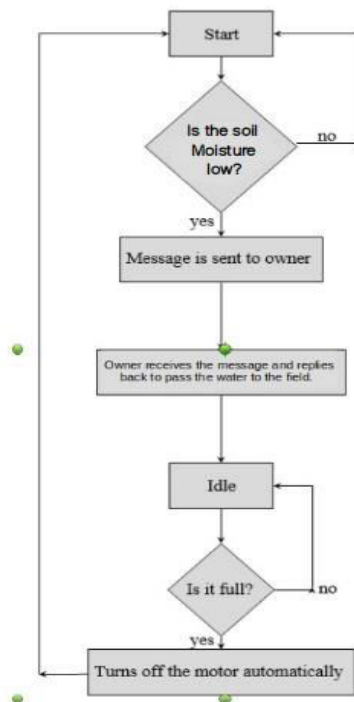 Start
Is the soil
Moisture
low?
no
yes
Message is sent to owner
Owner receives the message and replies
back to pass the water to the field.
Idle
Is it full?
no
yes
Turns off the motor automatically